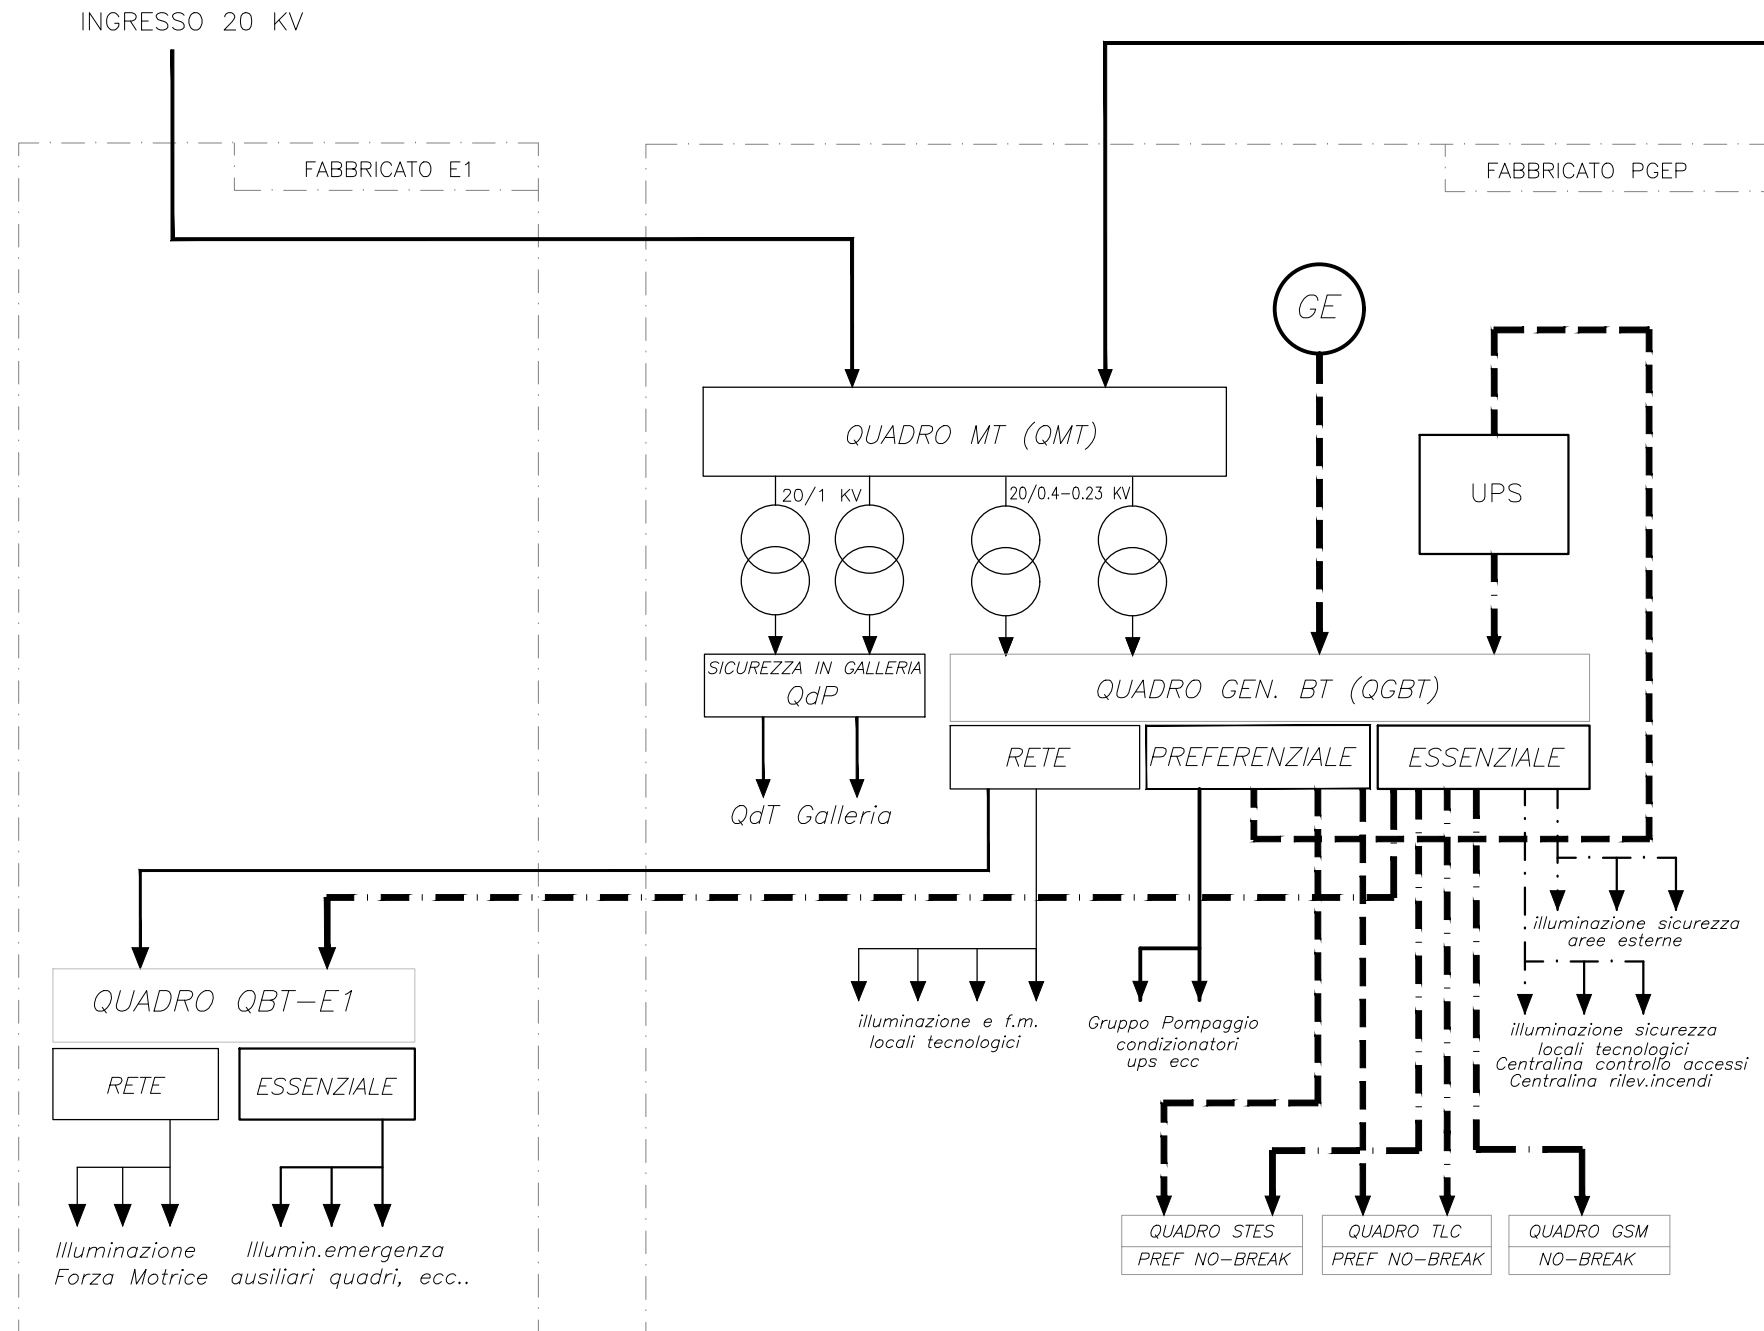 INGRESSO 20 KV
FABBRICATO E1
FABBRICATO PGEP
GE
QUADRO MT (QMT)
UPS
20/1 KV
20/0.4-0.23 KV
SICUREZZA IN GALLERIA
QdP
QUADRO GEN. BT (QGBT)
RETE
PREFERENZIALE
ESSENZIALE
QdT Galleria
illuminazione sicurezza
aree esterne
QUADRO QBT-E1
illuminazione e f.m.
locali tecnologici
Gruppo Pompaggio
condizionatori
ups ecc
illuminazione sicurezza
locali tecnologici
Centralina controllo accessi
Centralina rilev.incendi
RETE
ESSENZIALE
Illuminazione
Forza Motrice
Illumin.emergenza
ausiliari quadri, ecc..
QUADRO STES
PREF NO-BREAK
QUADRO TLC
PREF NO-BREAK
QUADRO GSM
NO-BREAK